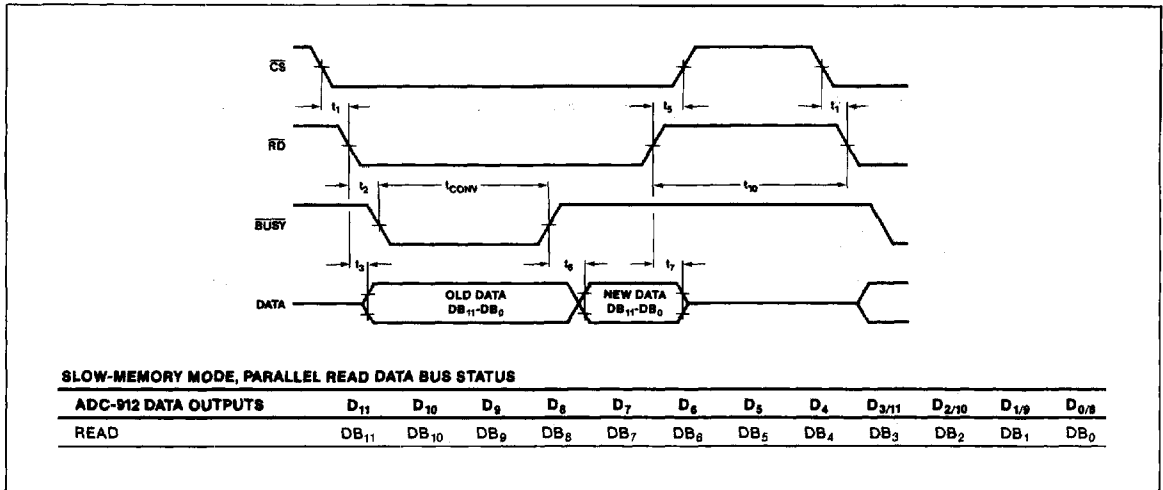 CS
t1
t5
t1
RD
t2
tCONV
t10
BUSY
t3
t6
t7
DATA
OLD DATA
DB11-DB0
NEW DATA
DB11-DB0
SLOW-MEMORY MODE, PARALLEL READ DATA BUS STATUS
ADC-912 DATA OUTPUTS D11 D10 D9 D8 D7 D6 D5 D4 D3/11 D2/10 D1/9 D0/8
READ DB11 DB10 DB9 DB8 DB7 DB6 DB5 DB4 DB3 DB2 DB1 DB0